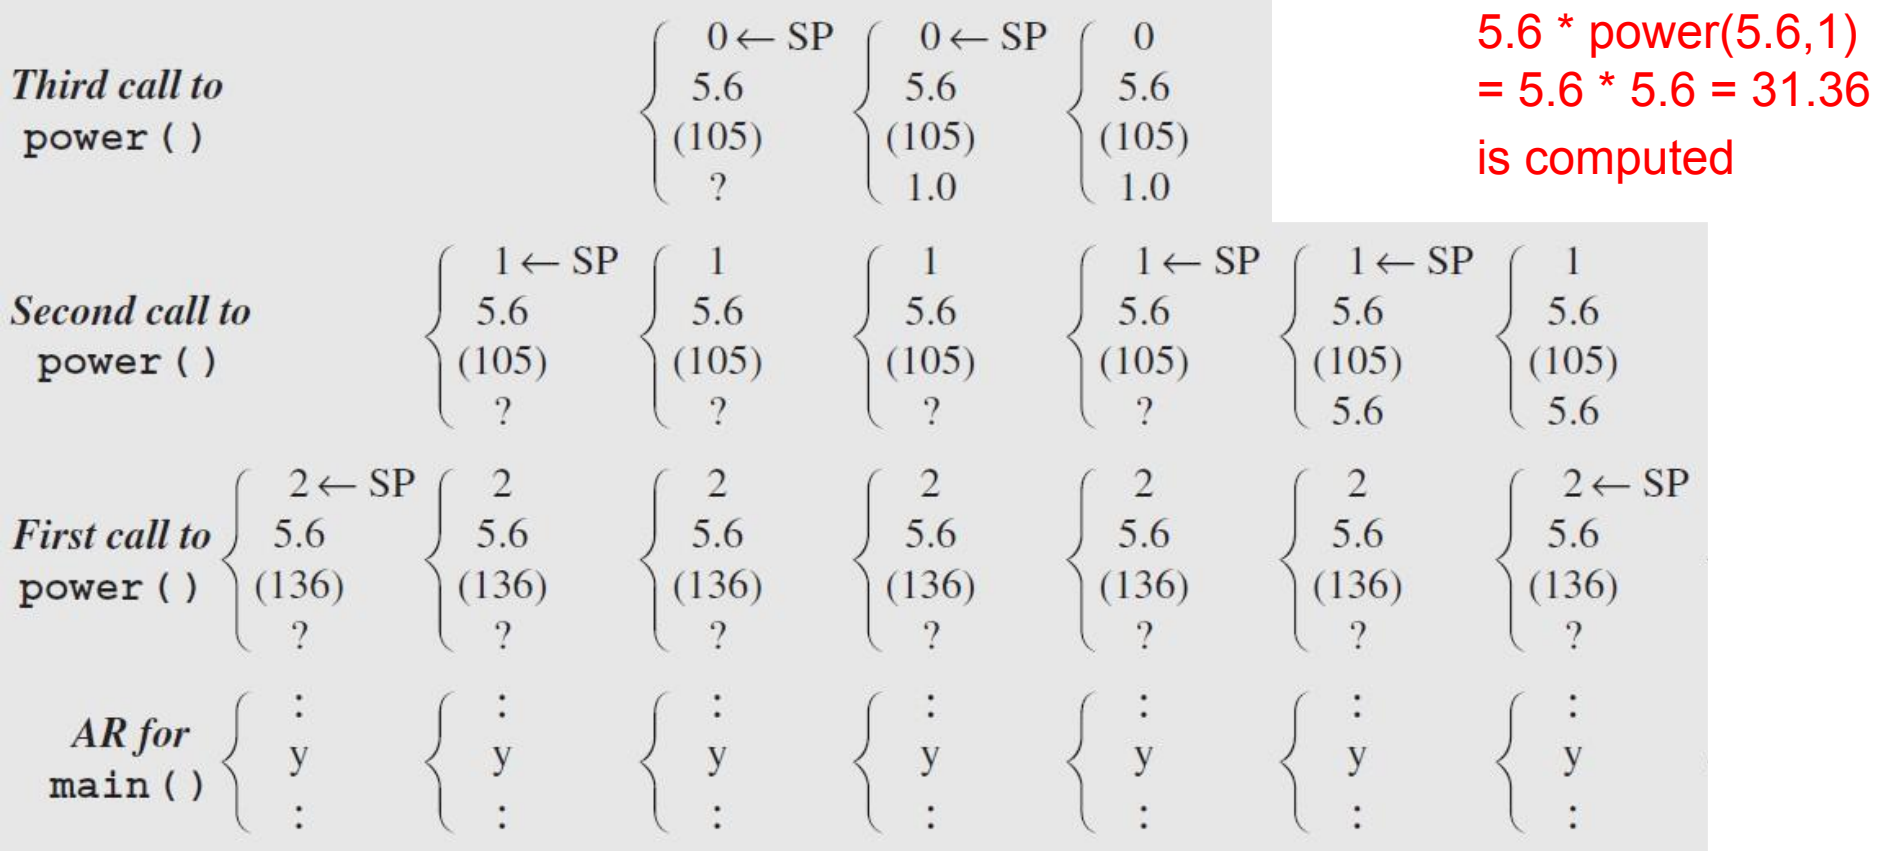 0 ← SP 0 ← SP 0
5.6 5.6 5.6
(105) (105) (105)
? 1.0 1.0
Third call to
power ( )
5.6 * power(5.6,1)
= 5.6 * 5.6 = 31.36
is computed
1 ← SP 1 1 1 ← SP 1 ← SP 1
5.6 5.6 5.6 5.6 5.6 5.6
(105) (105) (105) (105) (105) (105)
? ? ? ? 5.6 5.6
Second call to
power ( )
2 ← SP 2 2 2 2 2 2 ← SP
5.6 5.6 5.6 5.6 5.6 5.6 5.6
(136) (136) (136) (136) (136) (136) (136)
? ? ? ? ? ? ?
First call to
power ( )
: : : : : : :
y y y y y y y
: : : : : : :
AR for
main ( )